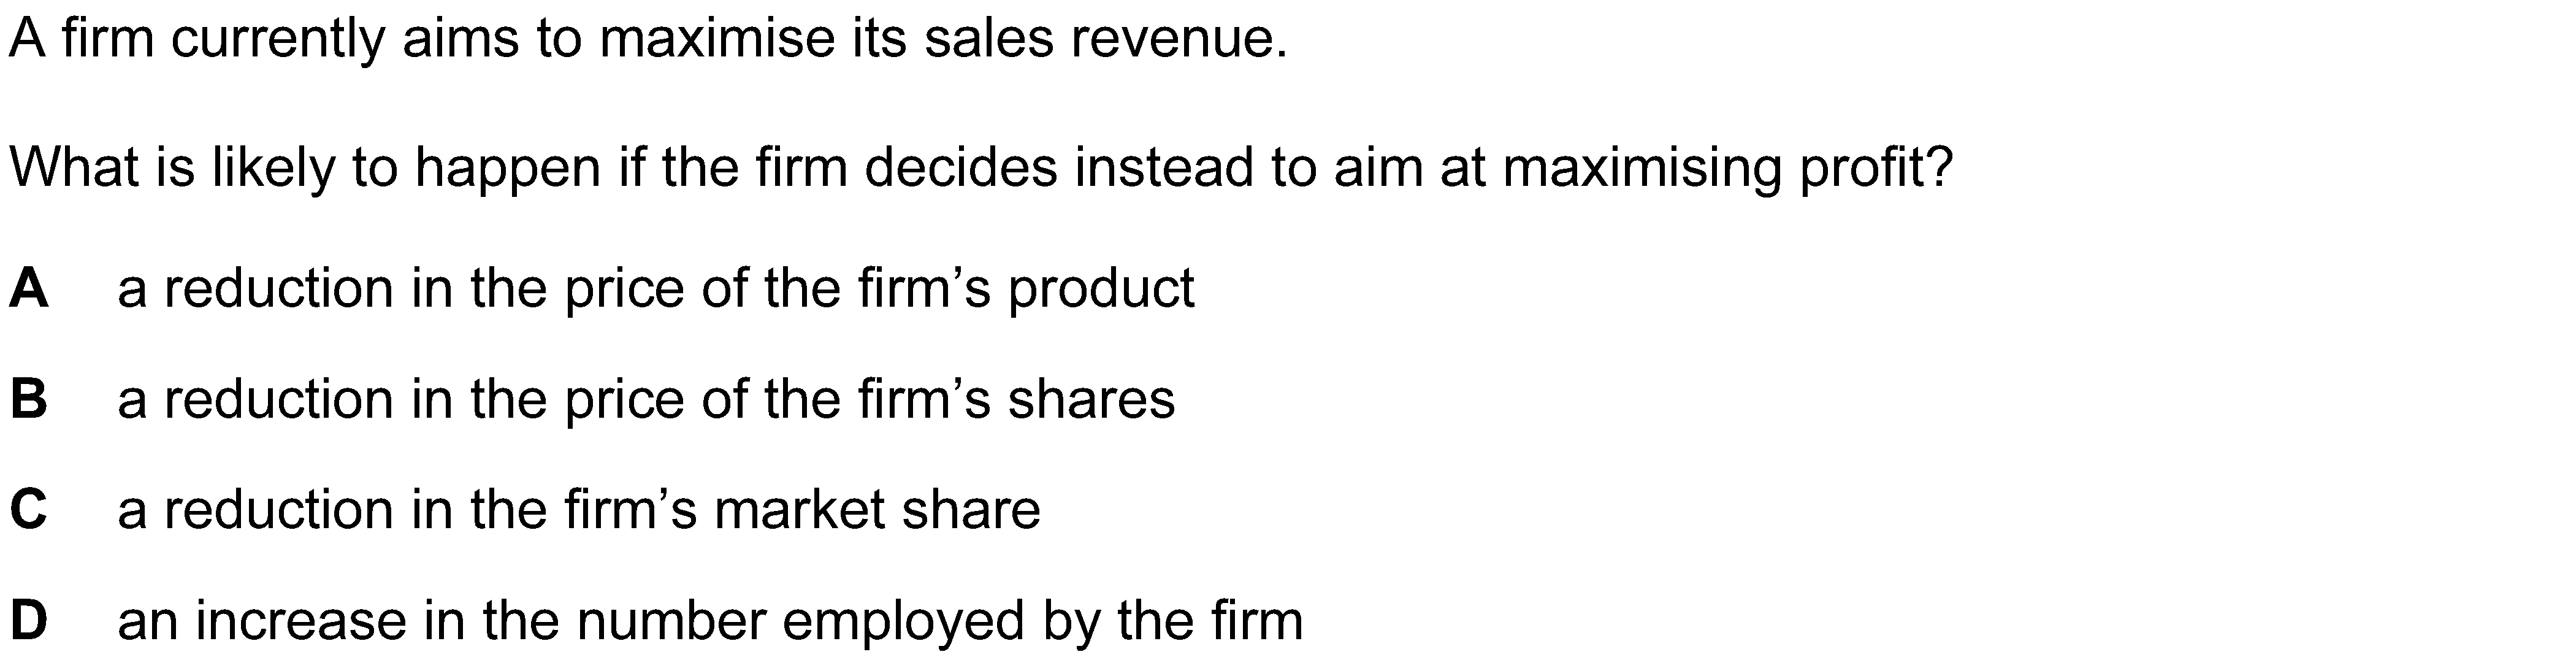 A firm currently aims to maximise its sales revenue.
What is likely to happen if the firm decides instead to aim at maximising profit?
A a reduction in the price of the firm’s product
B a reduction in the price of the firm’s shares
C a reduction in the firm’s market share
D an increase in the number employed by the firm